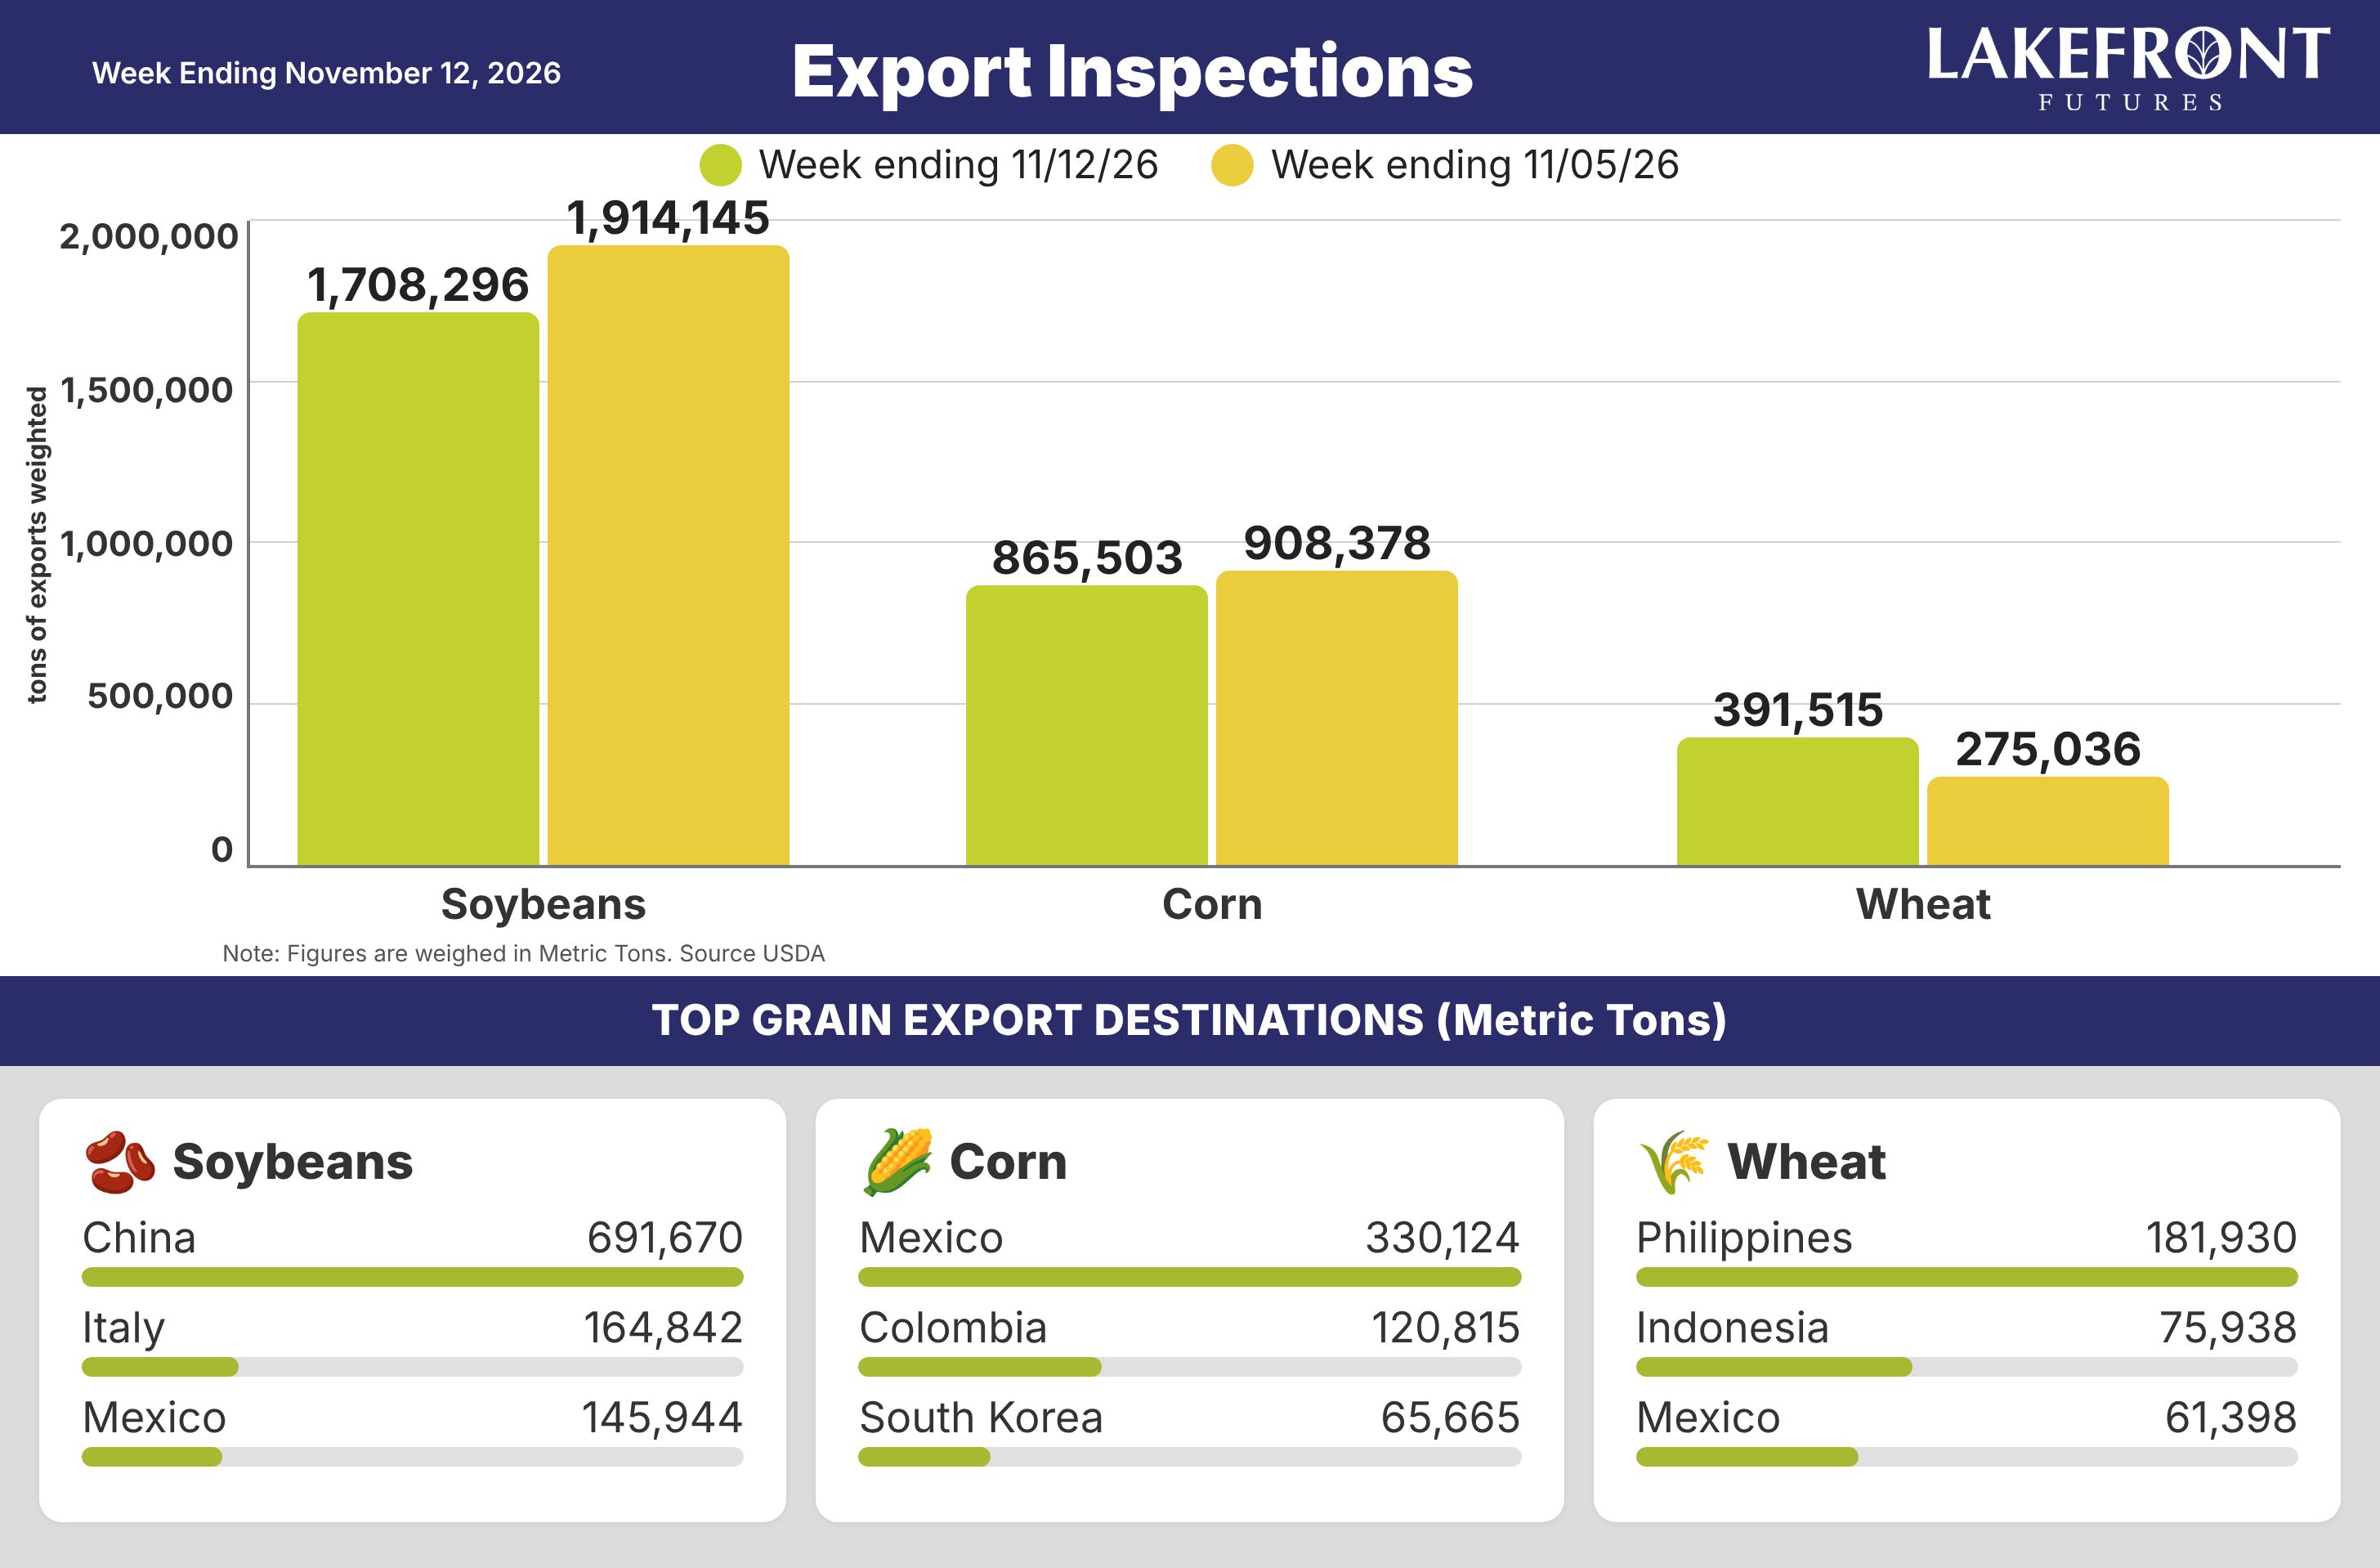 Week Ending November 12, 2026
Export Inspections
LAKEFRONT
FUTURES
Week ending 11/12/26
Week ending 11/05/26
tons of exports weighted
2,000,000
1,500,000
1,000,000
500,000
0
1,708,296
1,914,145
865,503
908,378
391,515
275,036
Soybeans
Corn
Wheat
Note: Figures are weighed in Metric Tons. Source USDA
TOP GRAIN EXPORT DESTINATIONS (Metric Tons)
Soybeans
China 691,670
Italy 164,842
Mexico 145,944
Corn
Mexico 330,124
Colombia 120,815
South Korea 65,665
Wheat
Philippines 181,930
Indonesia 75,938
Mexico 61,398